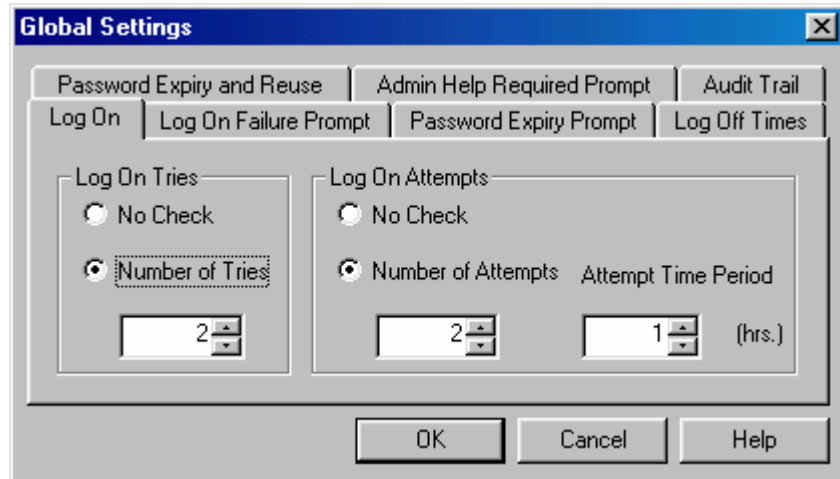 Global Settings
Password Expiry and Reuse
Admin Help Required Prompt
Audit Trail
Log On
Log On Failure Prompt
Password Expiry Prompt
Log Off Times
Log On Tries
No Check
Number of Tries
2
Log On Attempts
No Check
Number of Attempts
Attempt Time Period
2
1
(hrs.)
OK
Cancel
Help